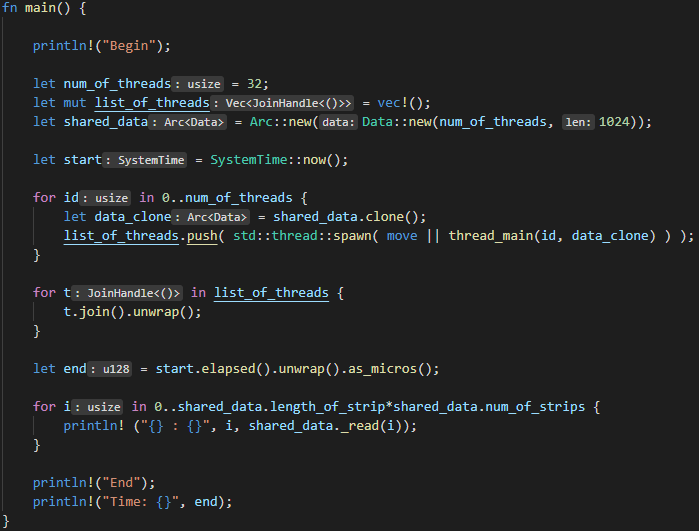 fn main() {
println!("Begin");
let num_of_threads: usize = 32;
let mut list_of_threads: Vec<JoinHandle<()>> = vec!();
let shared_data: Arc<Data> = Arc::new(data: Data::new(num_of_threads, len: 1024));
let start: SystemTime = SystemTime::now();
for id: usize in 0..num_of_threads {
let data_clone: Arc<Data> = shared_data.clone();
list_of_threads.push( std::thread::spawn( move || thread_main(id, data_clone) ) );
}
for t: JoinHandle<()> in list_of_threads {
t.join().unwrap();
}
let end: u128 = start.elapsed().unwrap().as_micros();
for i: usize in 0..shared_data.length_of_strip*shared_data.num_of_strips {
println! ("{} : {}", i, shared_data._read(i));
}
println!("End");
println!("Time: {}", end);
}